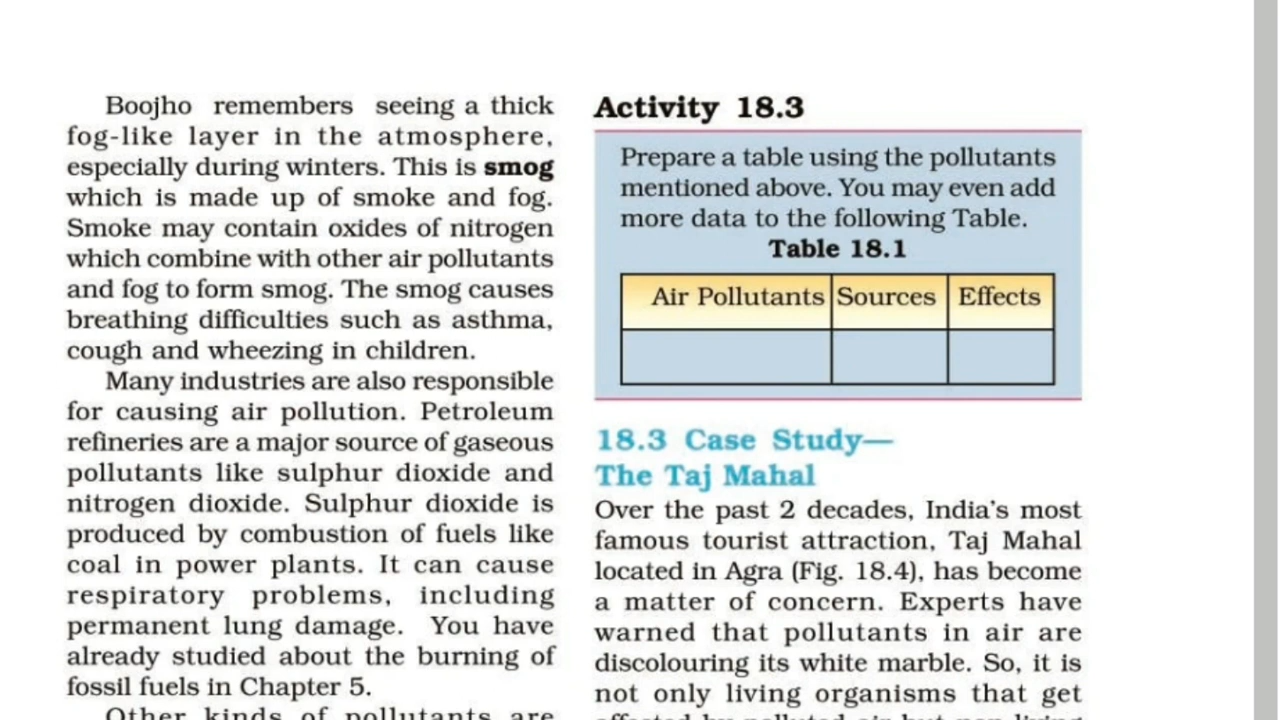 Boojho remembers seeing a thick
fog-like layer in the atmosphere,
especially during winters. This is smog
which is made up of smoke and fog.
Smoke may contain oxides of nitrogen
which combine with other air pollutants
and fog to form smog. The smog causes
breathing difficulties such as asthma,
cough and wheezing in children.
Many industries are also responsible
for causing air pollution. Petroleum
refineries are a major source of gaseous
pollutants like sulphur dioxide and
nitrogen dioxide. Sulphur dioxide is
produced by combustion of fuels like
coal in power plants. It can cause
respiratory problems, including
permanent lung damage. You have
already studied about the burning of
fossil fuels in Chapter 5.
Other kinds of pollutants are
Activity 18.3
Prepare a table using the pollutants
mentioned above. You may even add
more data to the following Table.
Table 18.1
Air Pollutants Sources Effects
18.3 Case Study—
The Taj Mahal
Over the past 2 decades, India's most
famous tourist attraction, Taj Mahal
located in Agra (Fig. 18.4), has become
a matter of concern. Experts have
warned that pollutants in air are
discolouring its white marble. So, it is
not only living organisms that get